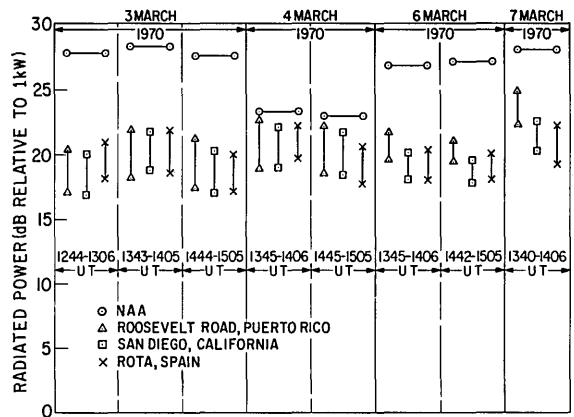 3 MARCH 4 MARCH 6 MARCH 7 MARCH
1970 1970 1970 1970
RADIATED POWER (dB RELATIVE TO 1kW)
30
25
20
15
10
5
0
1244-1306 1343-1405 1444-1505 1345-1406 1445-1505 1345-1406 1442-1505 1340-1406
UT UT UT UT UT UT UT UT
NAA
ROOSEVELT ROAD, PUERTO RICO
SAN DIEGO, CALIFORNIA
ROTA, SPAIN